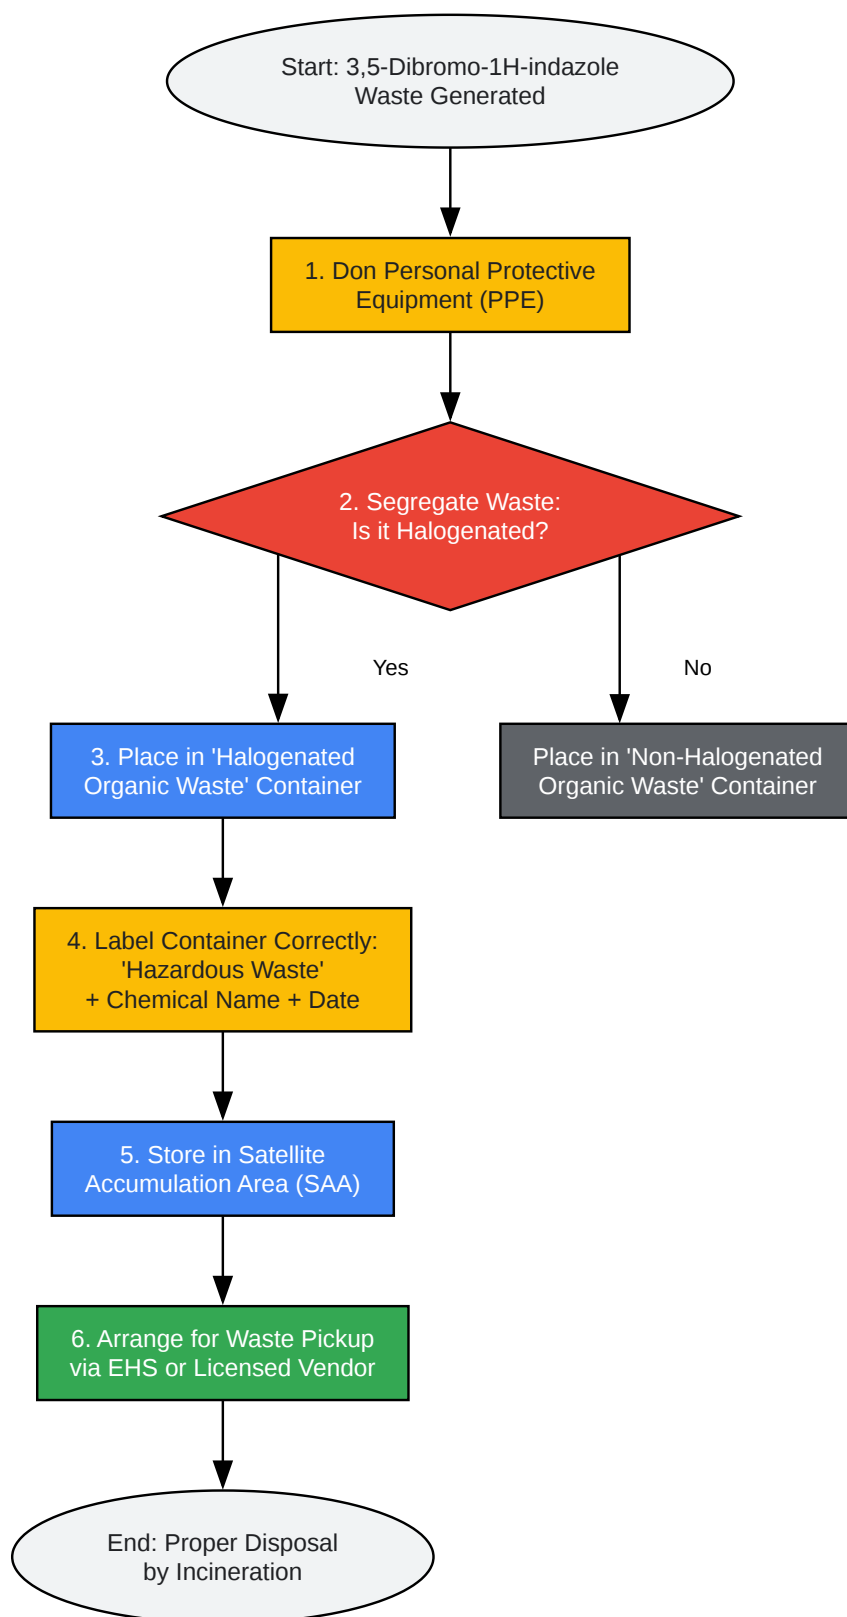 Start: 3,5-Dibromo-1H-indazole
Waste Generated
1. Don Personal Protective
Equipment (PPE)
2. Segregate Waste:
Is it Halogenated?
Yes
No
3. Place in 'Halogenated
Organic Waste' Container
Place in 'Non-Halogenated
Organic Waste' Container
4. Label Container Correctly:
'Hazardous Waste'
+ Chemical Name + Date
5. Store in Satellite
Accumulation Area (SAA)
6. Arrange for Waste Pickup
via EHS or Licensed Vendor
End: Proper Disposal
by Incineration